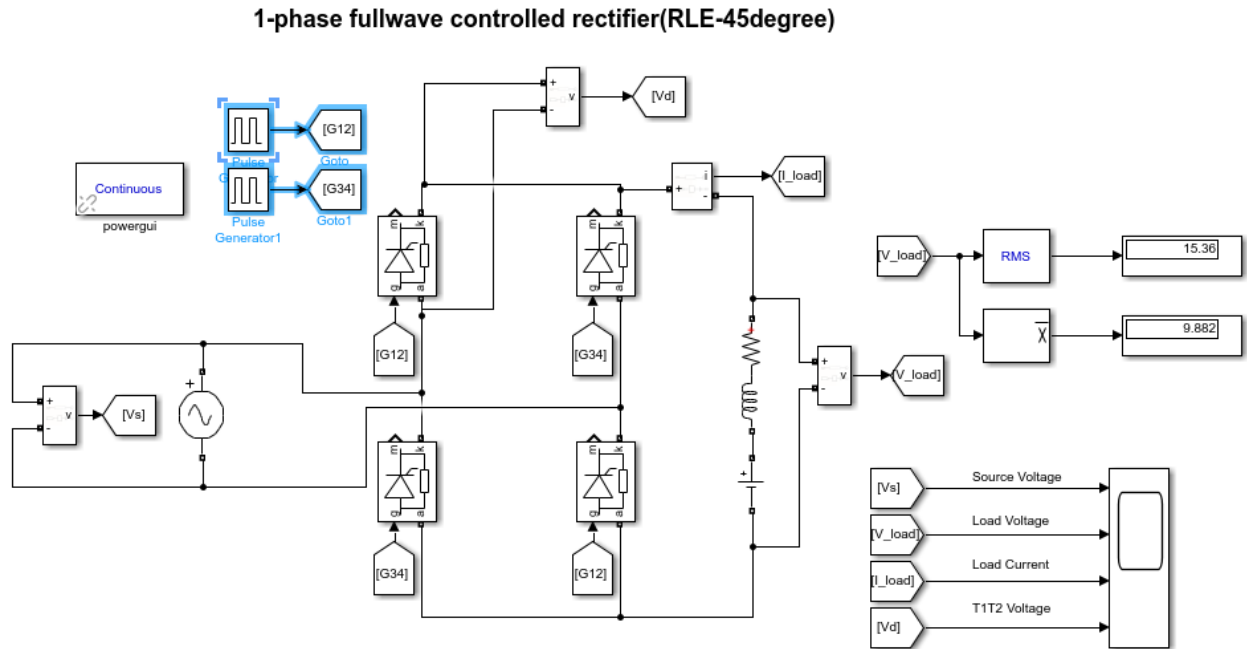 1-phase fullwave controlled rectifier(RLE-45degree)
+
v
-
[Vd]
[G12]
Pulse
Goto
[G34]
Pulse
Generator1
Goto1
Continuous
powergui
i
+
-
[I_load]
m
k
g
a
m
k
g
a
[G12]
[G34]
[V_load]
RMS
15.36
x
9.882
+
v
-
[Vs]
+
+
v
-
[V_load]
m
k
g
a
m
k
g
a
+
[G34]
[G12]
[Vs]
Source Voltage
[V_load]
Load Voltage
[I_load]
Load Current
[Vd]
T1T2 Voltage